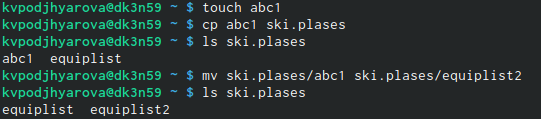 kvpodjhyarova@dk3n59 ~ $ touch abc1
kvpodjhyarova@dk3n59 ~ $ cp abc1 ski.plases
kvpodjhyarova@dk3n59 ~ $ ls ski.plases
abc1  equiplist
kvpodjhyarova@dk3n59 ~ $ mv ski.plases/abc1 ski.plases/equiplist2
kvpodjhyarova@dk3n59 ~ $ ls ski.plases
equiplist  equiplist2